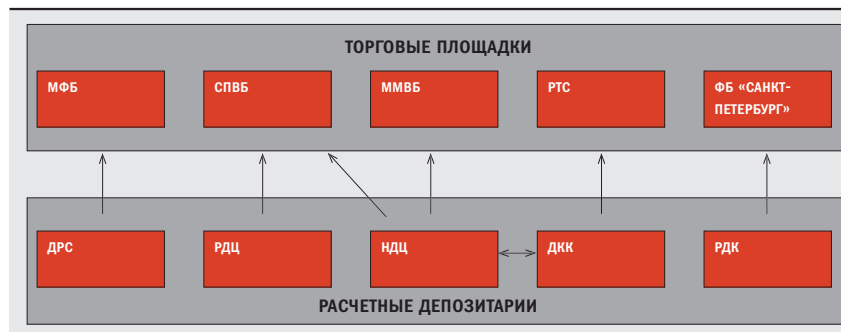 ТОРГОВЫЕ ПЛОЩАДКИ
МФБ
СПВБ
ММВБ
РТС
ФБ «САНКТ-
ПЕТЕРБУРГ»
ДРС
РДЦ
НДЦ
ДКК
РДК
РАСЧЕТНЫЕ ДЕПОЗИТАРИИ